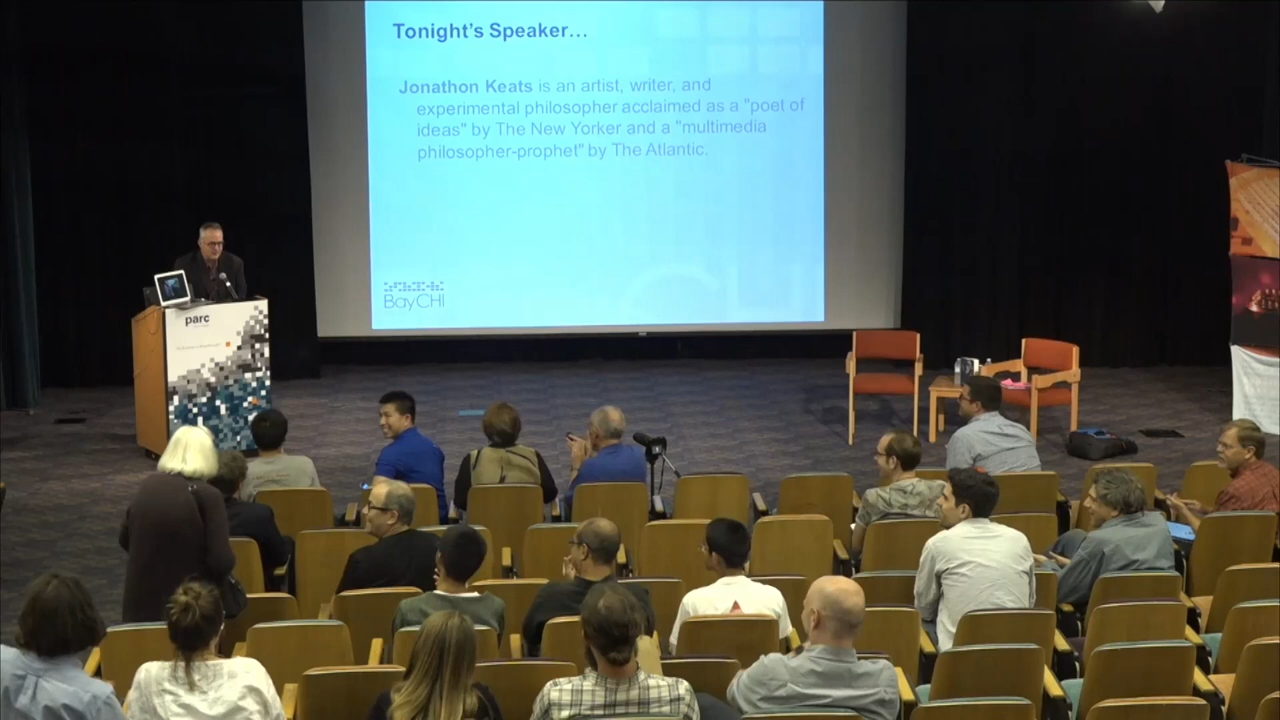 Tonight's Speaker...
Jonathon Keats is an artist, writer, and
experimental philosopher acclaimed as a "poet of
ideas" by The New Yorker and a "multimedia
philosopher-prophet" by The Atlantic.
BayCHI
parc